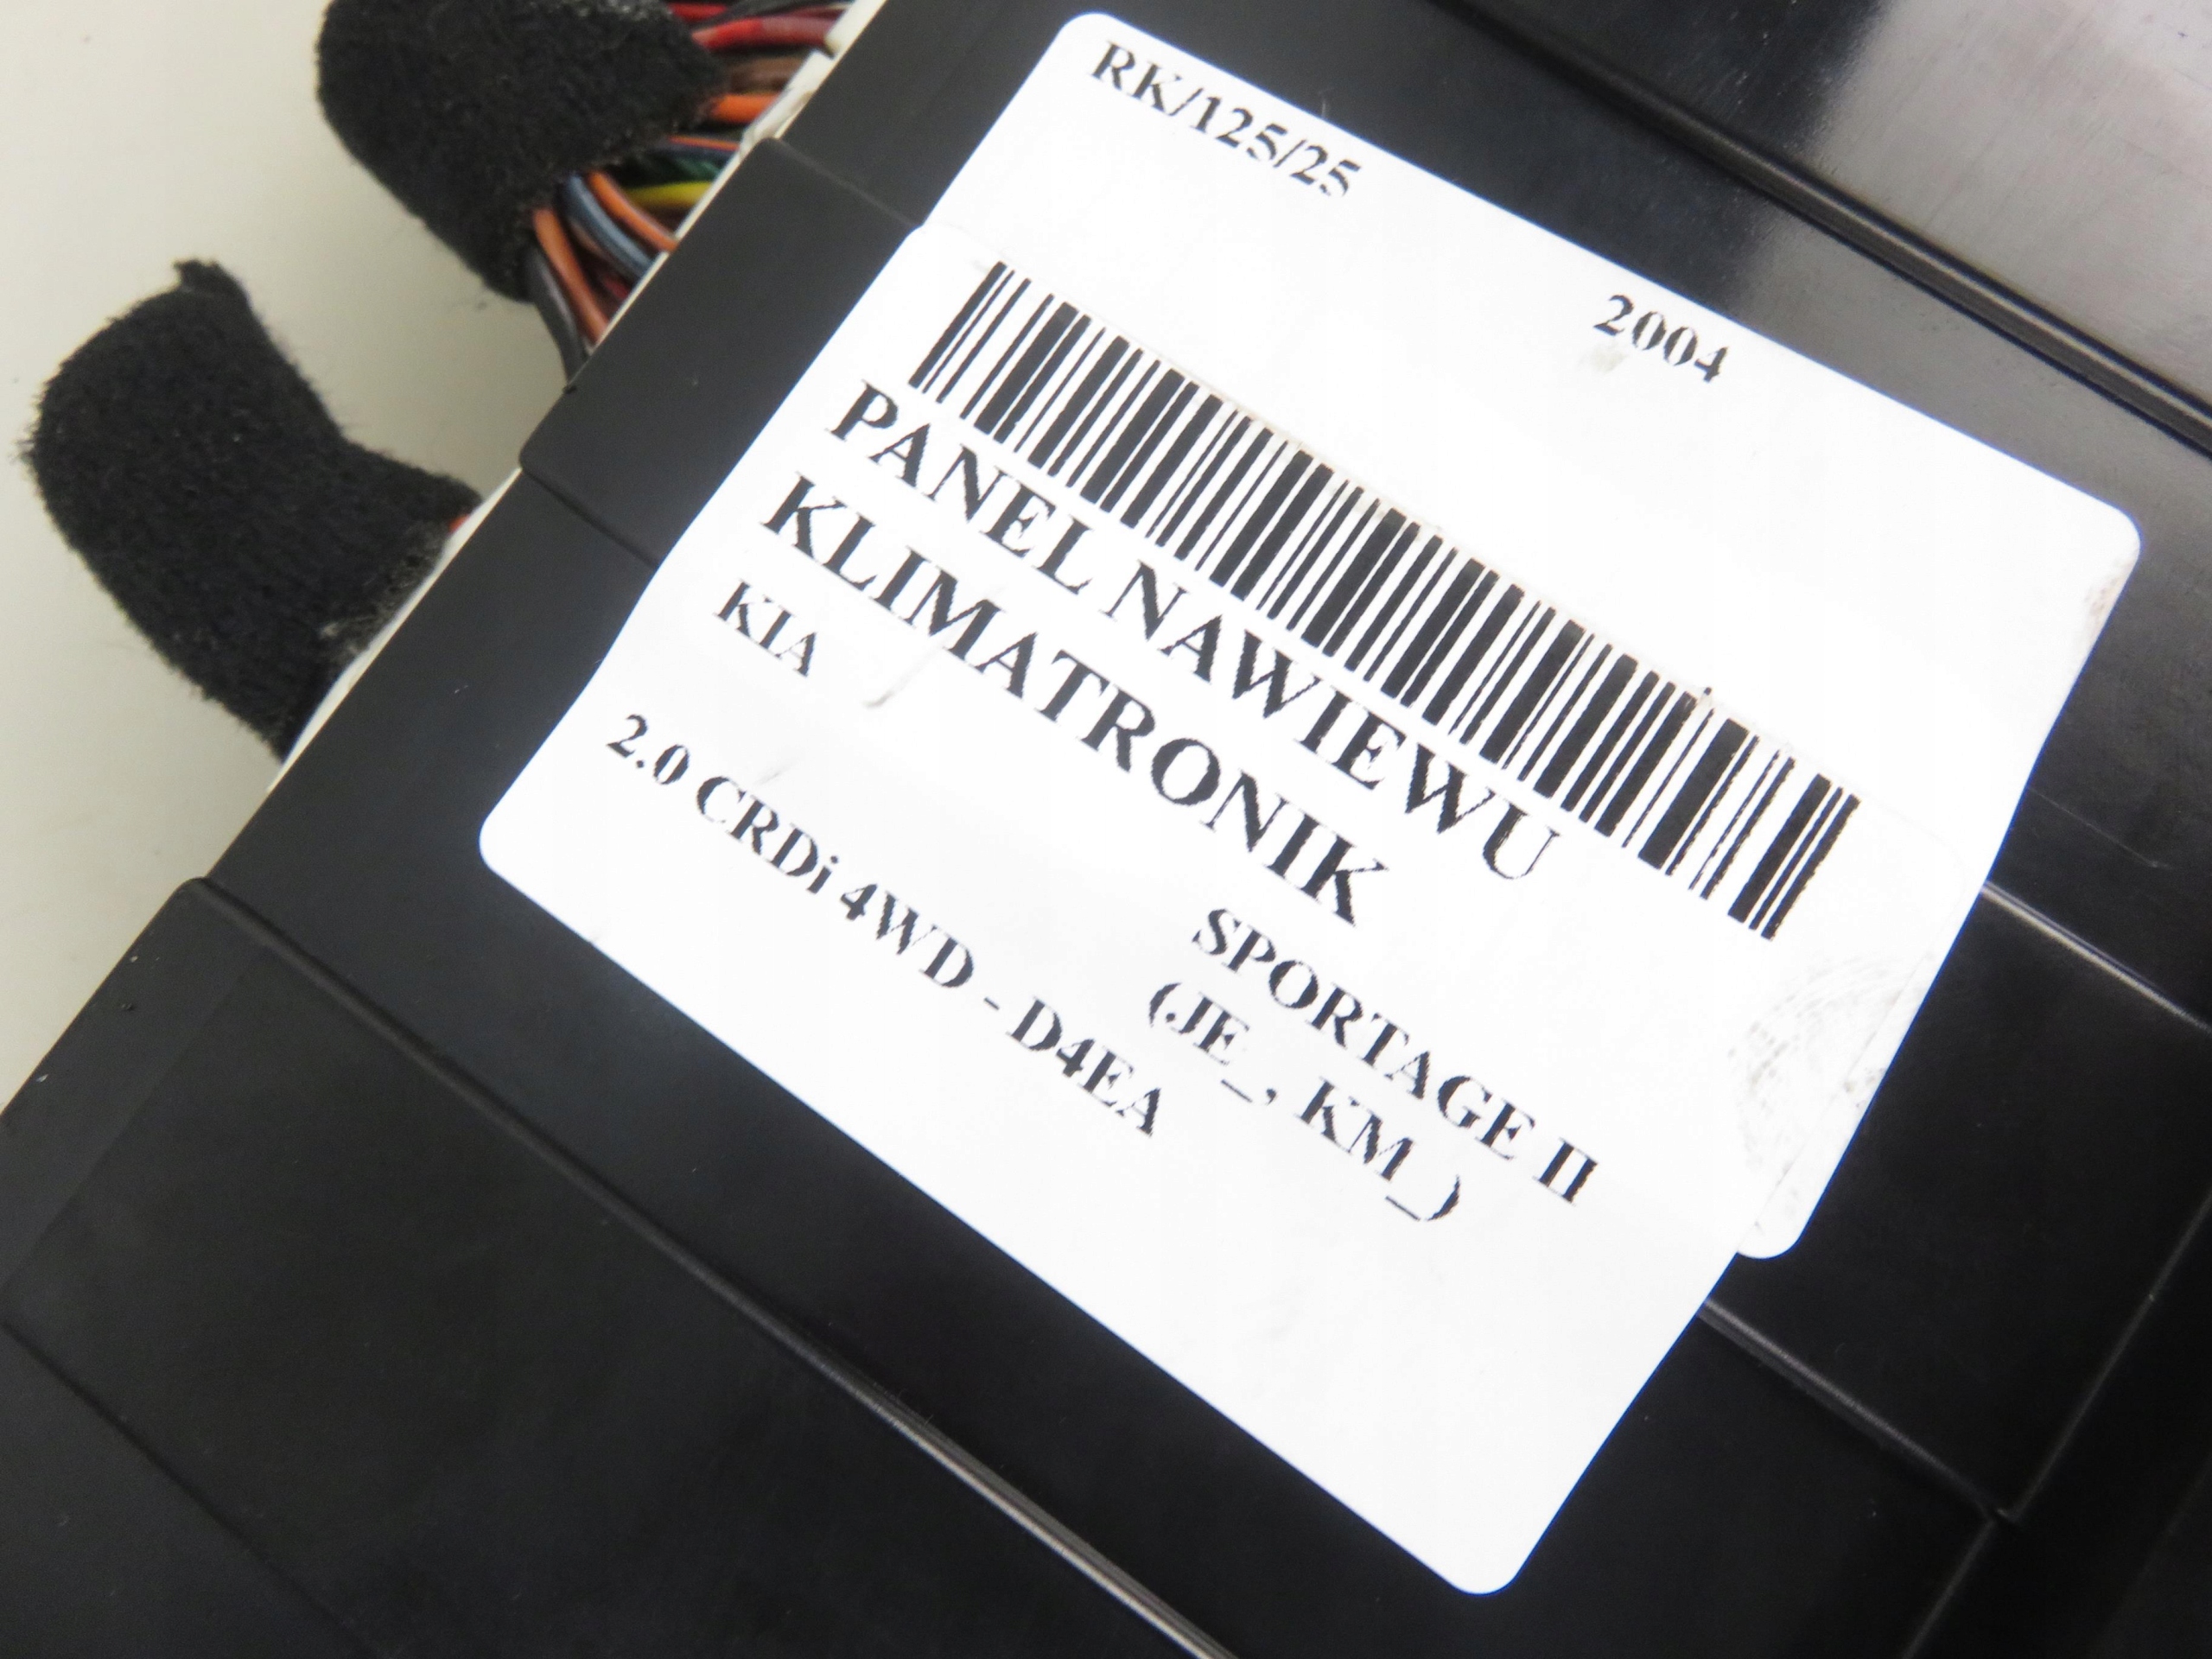 RK/125/25
2004
PANEL NAWIEWU
KLIMATRONIK
KIA
SPORTAGE II
(JE_, KM_)
2.0 CRDi 4WD - D4EA